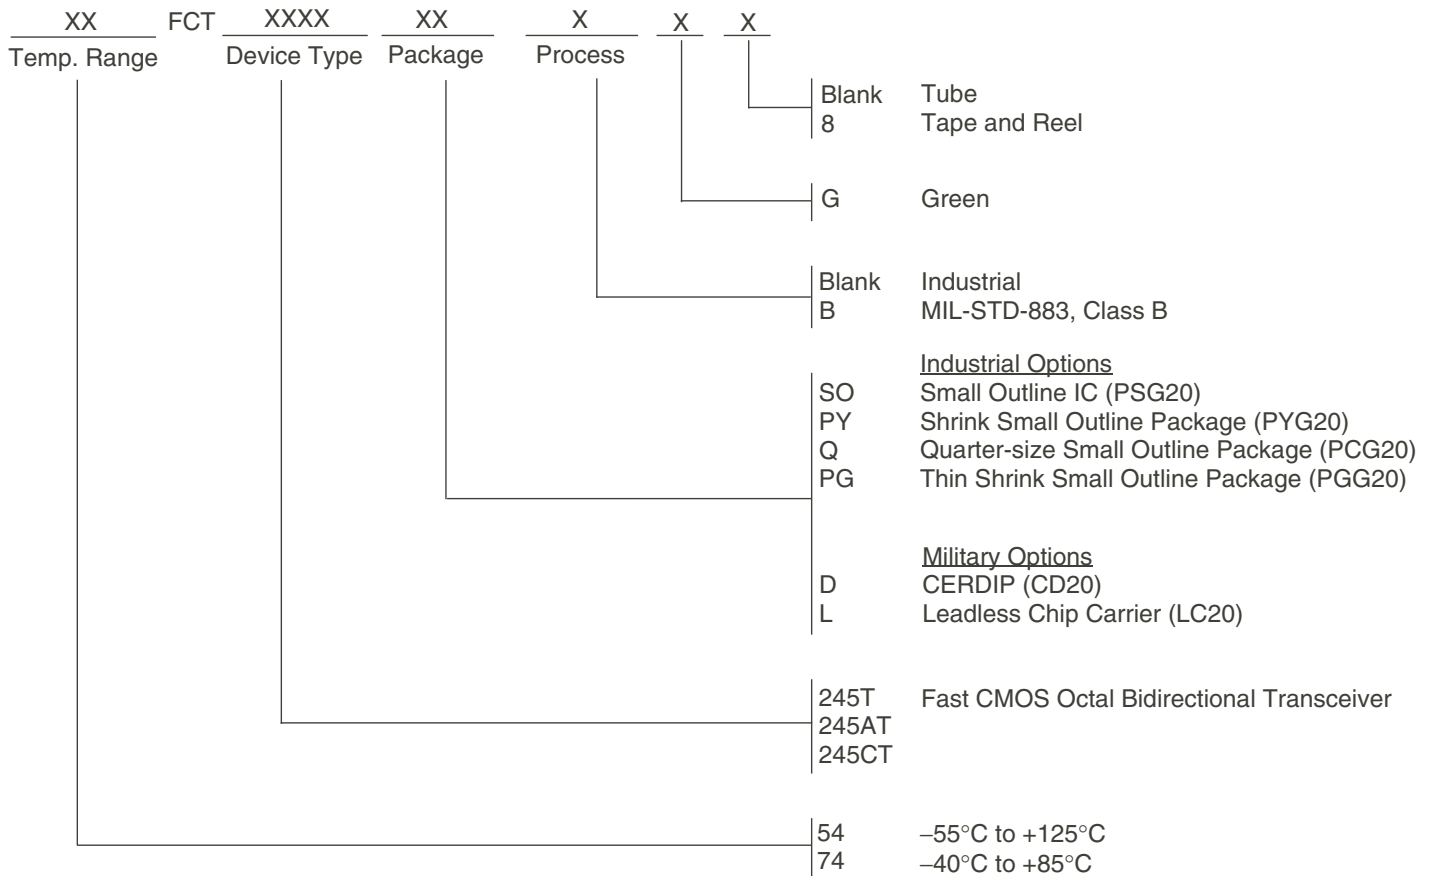 XX FCT XXXX XX X X X
Temp. Range Device Type Package Process
Blank Tube
8 Tape and Reel
G Green
Blank Industrial
B MIL-STD-883, Class B
Industrial Options
SO Small Outline IC (PSG20)
PY Shrink Small Outline Package (PYG20)
Q Quarter-size Small Outline Package (PCG20)
PG Thin Shrink Small Outline Package (PGG20)
Military Options
D CERDIP (CD20)
L Leadless Chip Carrier (LC20)
245T Fast CMOS Octal Bidirectional Transceiver
245AT
245CT
54 –55°C to +125°C
74 –40°C to +85°C